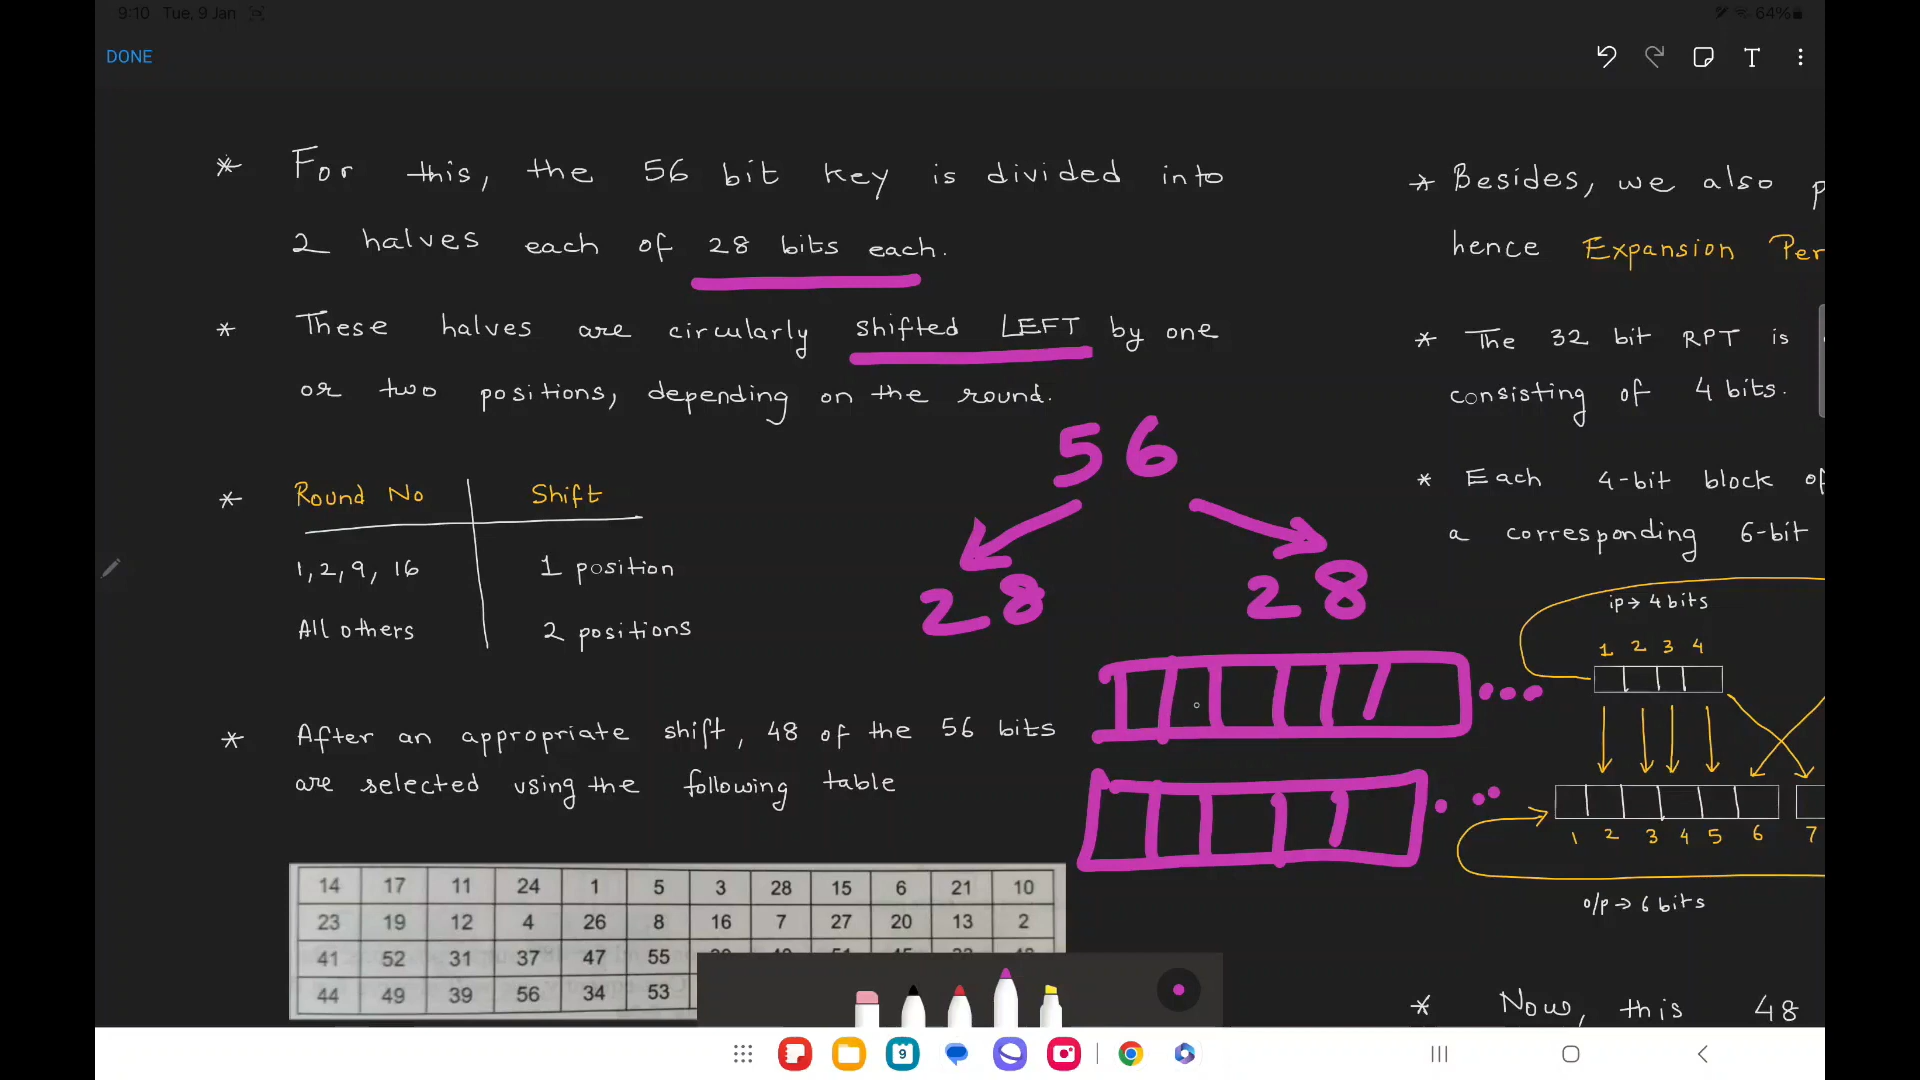 9:10 Tue, 9 Jan
64%
DONE
T
* For this, the 56 bit key is divided into
2 halves each of 28 bits each.
* These halves are circularly shifted LEFT by one
or two positions, depending on the round.
56
28 28
* Round No Shift
1, 2, 9, 16 1 position
All others 2 positions
* After an appropriate shift, 48 of the 56 bits
are selected using the following table
14 17 11 24 1 5 3 28 15 6 21 10
23 19 12 4 26 8 16 7 27 20 13 2
41 52 31 37 47 55
44 49 39 56 34 53
* Besides, we also p
hence Expansion Per
* The 32 bit RPT is
consisting of 4 bits.
* Each 4-bit block of
a corresponding 6-bit
ip → 4 bits
1 2 3 4
1 2 3 4 5 6 7
o/p → 6 bits
* Now, this 48
9